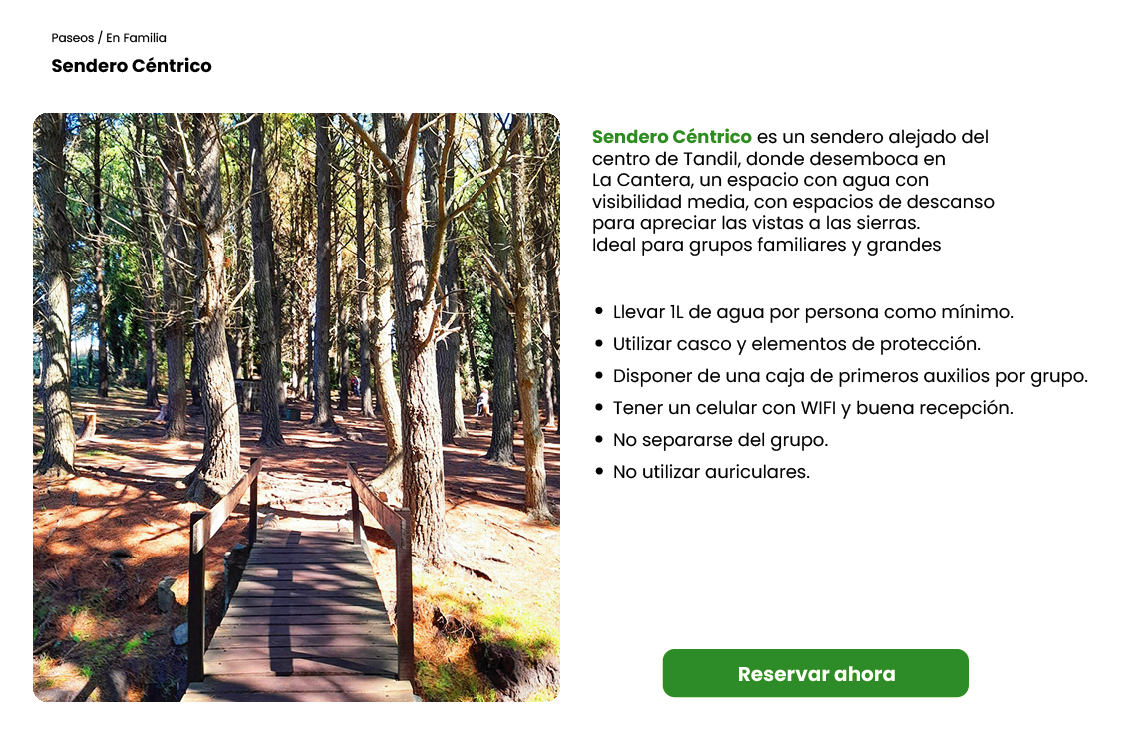 Paseos / En Familia
Sendero Céntrico
Sendero Céntrico es un sendero alejado del
centro de Tandil, donde desemboca en
La Cantera, un espacio con agua con
visibilidad media, con espacios de descanso
para apreciar las vistas a las sierras.
Ideal para grupos familiares y grandes
• Llevar 1L de agua por persona como mínimo.
• Utilizar casco y elementos de protección.
• Disponer de una caja de primeros auxilios por grupo.
• Tener un celular con WIFI y buena recepción.
• No separarse del grupo.
• No utilizar auriculares.
Reservar ahora